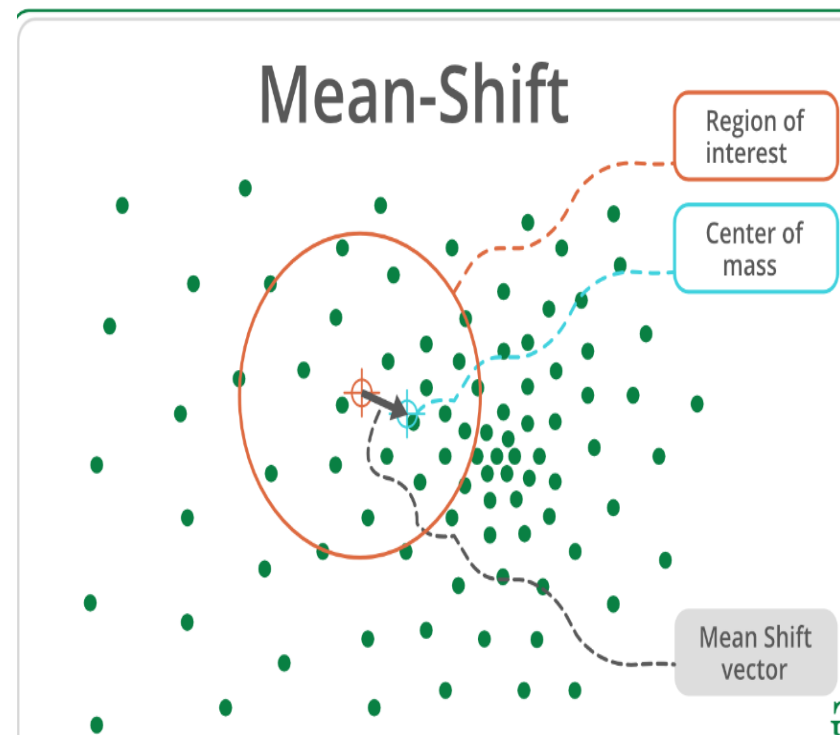 Mean-Shift
Region of
interest
Center of
mass
Mean Shift
vector